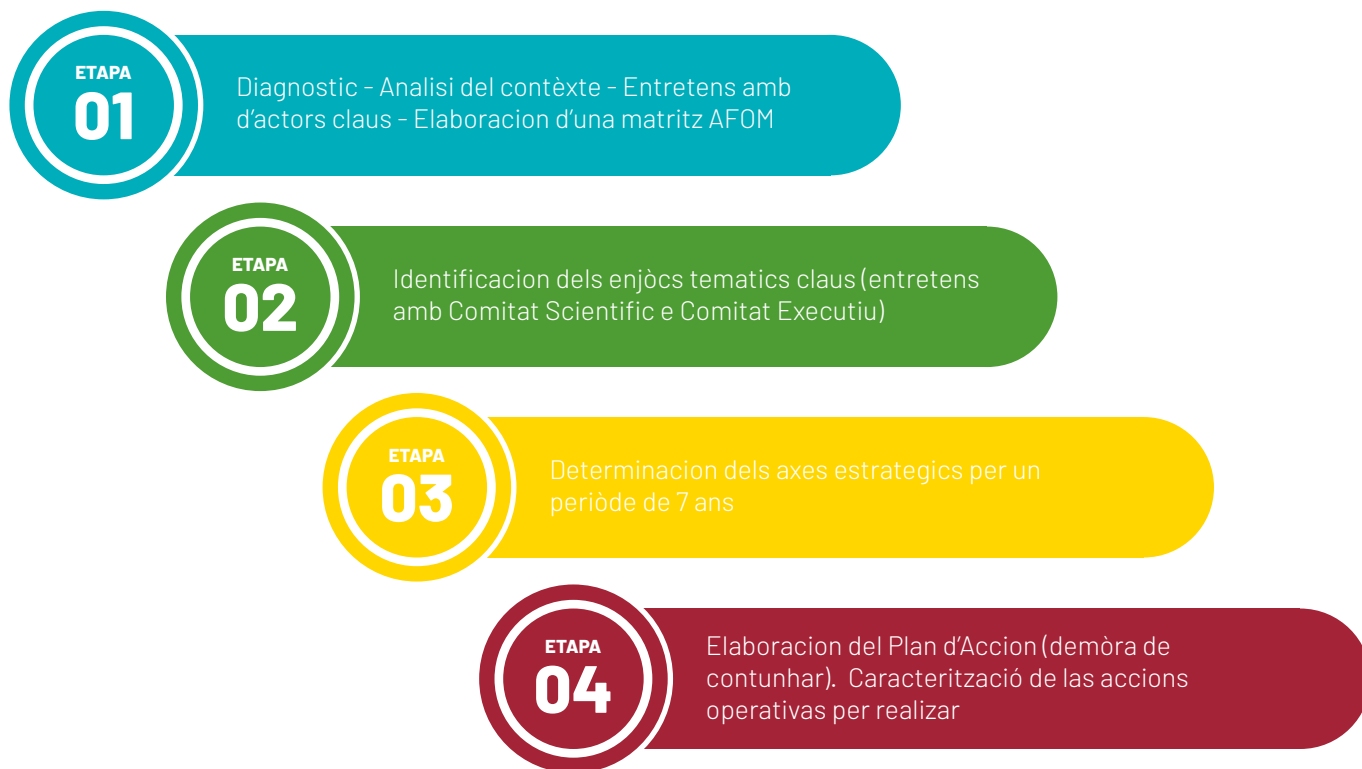 ETAPA
01
Diagnostic - Analisi del contèxte - Entretens amb
d'actors claus - Elaboracion d'una matritz AFOM
ETAPA
02
Identificacion dels enjòcs tematics claus (entretens
amb Comitat Scientific e Comitat Executiu)
ETAPA
03
Determinacion dels axes estrategics per un
periòde de 7 ans
ETAPA
04
Elaboracion del Plan d'Accion (demòra de
contunhar).  Caracterització de las accions
operativas per realizar